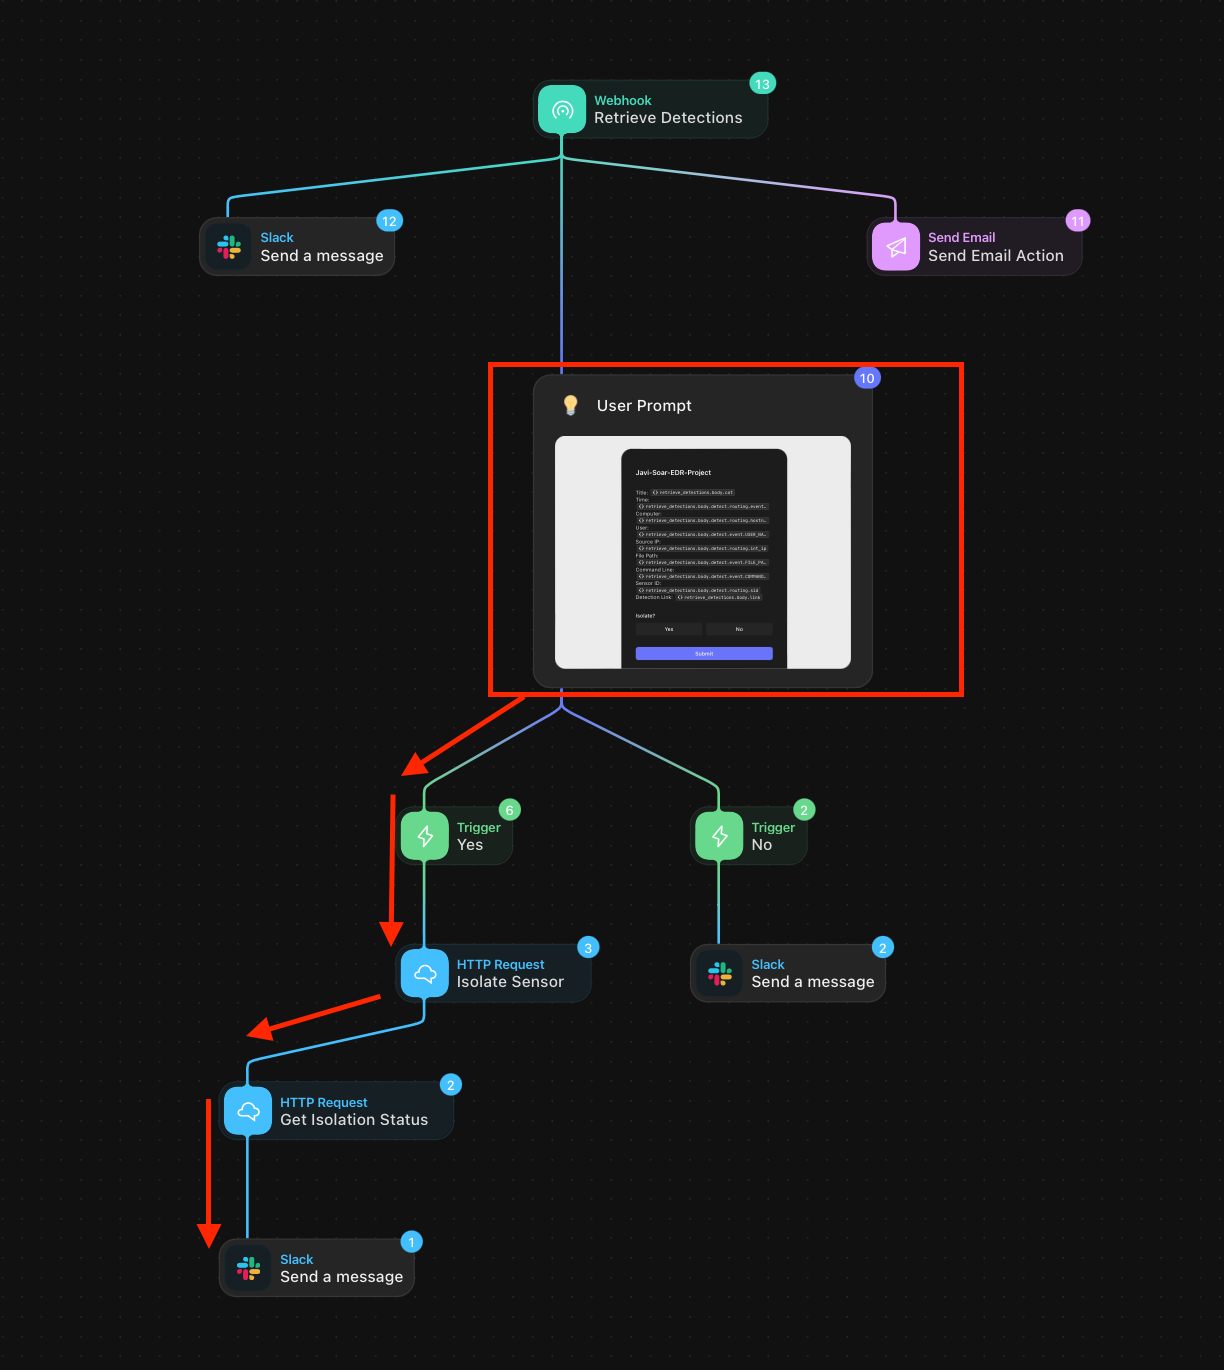 13
Webhook
Retrieve Detections
12
Slack
Send a message
11
Send Email
Send Email Action
10
User Prompt
Javi-Soar-EDR-Project
Title: {} retrieve_detections.body.cat
Time:
{} retrieve_detections.body.detect.routing.event…
Computer:
{} retrieve_detections.body.detect.routing.hostn…
User:
{} retrieve_detections.body.detect.event.USER_NA…
Source IP:
{} retrieve_detections.body.detect.routing.int_ip
File Path:
{} retrieve_detections.body.detect.event.FILE_PA…
Command Line:
{} retrieve_detections.body.detect.event.COMMAND…
Sensor ID:
{} retrieve_detections.body.detect.routing.sid
Detection Link: {} retrieve_detections.body.link
Isolate?
Yes No
Submit
6
Trigger
Yes
2
Trigger
No
3
HTTP Request
Isolate Sensor
2
Slack
Send a message
2
HTTP Request
Get Isolation Status
1
Slack
Send a message